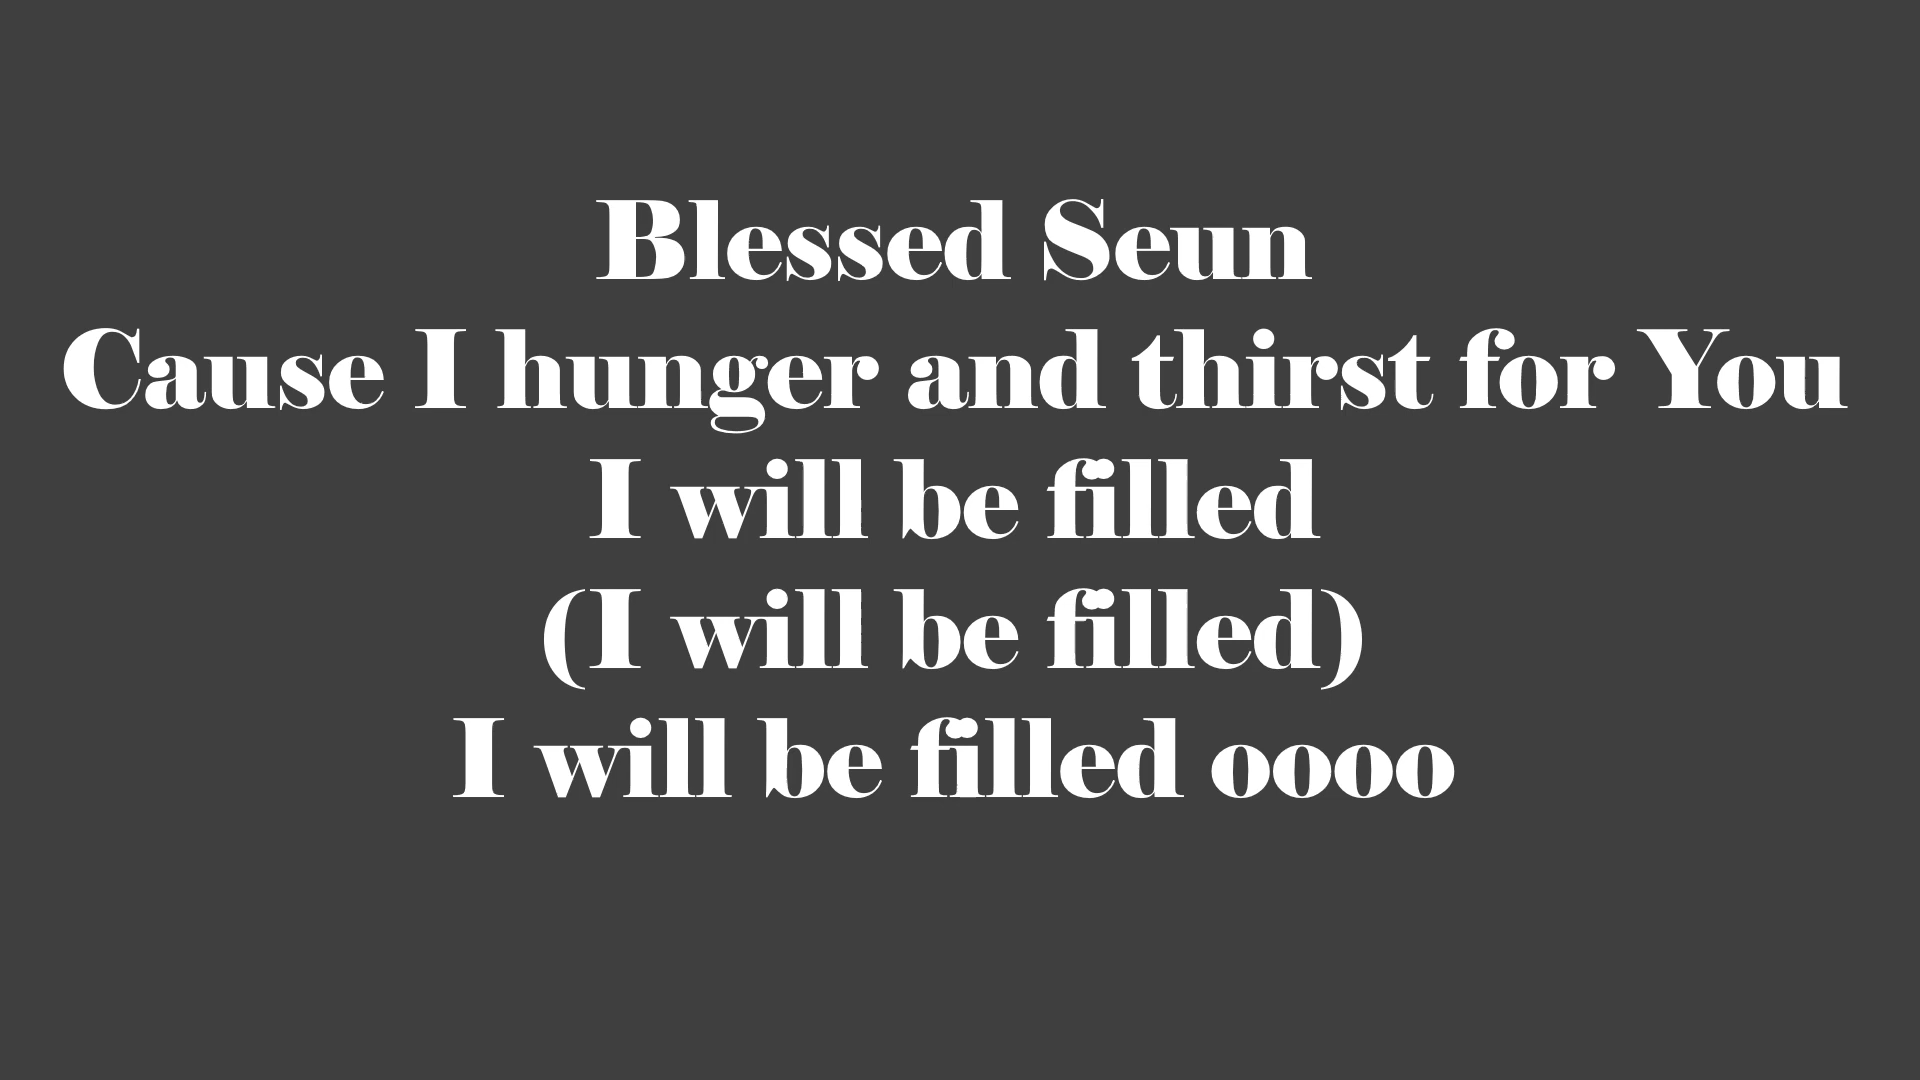 Blessed Seun
Cause I hunger and thirst for You
I will be filled
(I will be filled)
I will be filled oooo